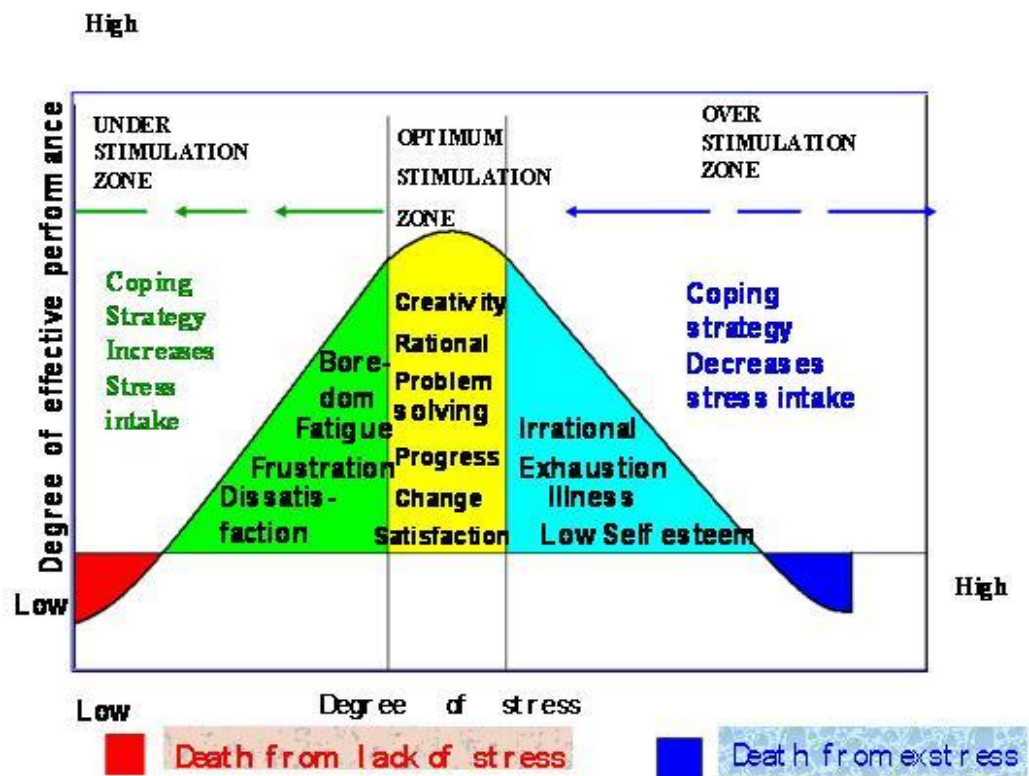 High
UNDER
STIMULATION
ZONE
OPTIMUM
STIMULATION
ZONE
OVER
STIMULATION
ZONE
Degree of effective performance
Coping
Strategy
Increases
Stress
intake
Bore-
dom
Fatigue
Frustration
Dissatis-
faction
Creativity
Rational
Problem
solving
Progress
Change
Satisfaction
Irrational
Exhaustion
Illness
Low Self esteem
Coping
strategy
Decreases
stress intake
Low
High
Low
Degree of stress
Death from lack of stress
Death from exstress